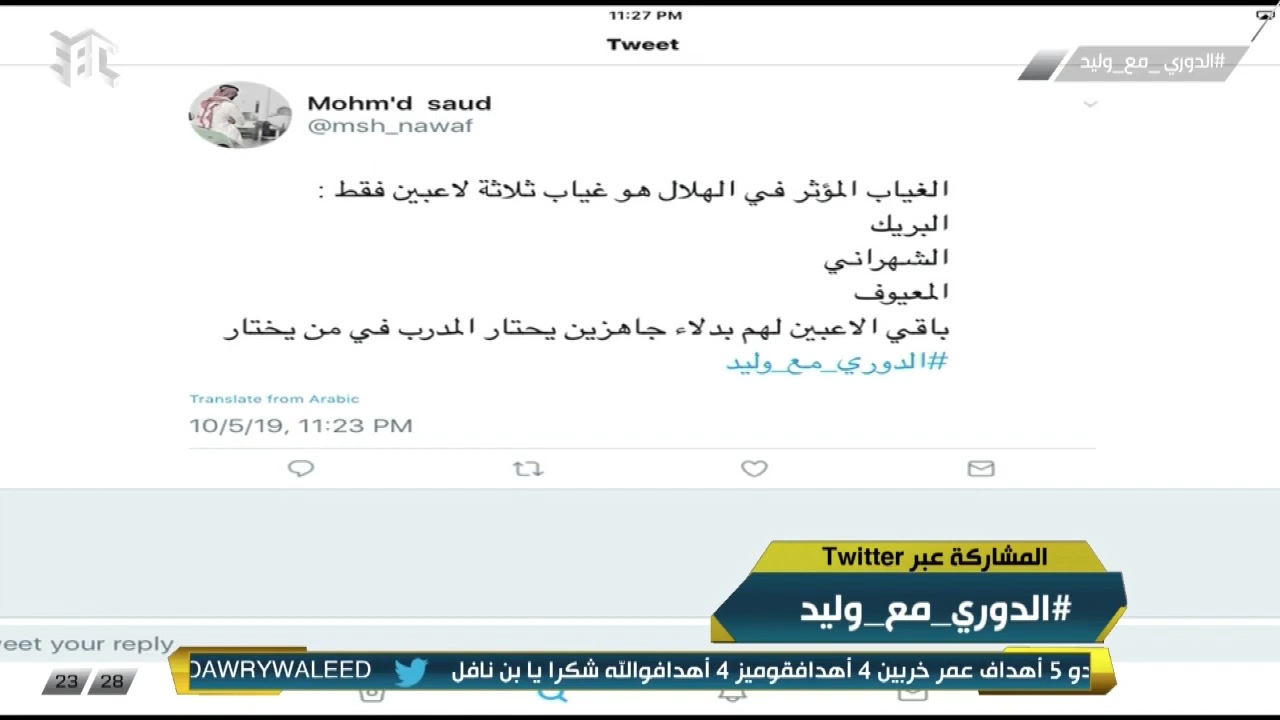 11:27 PM
Tweet
#الدوري_مع_وليد
Mohm'd saud
@msh_nawaf
الغياب المؤثر في الهلال هو غياب ثلاثة لاعبين فقط :
البريك
الشهراني
المعيوف
باقي الاعبين لهم بدلاء جاهزين يحتار المدرب في من يختار
#الدوري_مع_وليد
Translate from Arabic
10/5/19, 11:23 PM
المشاركة عبر Twitter
#الدوري_مع_وليد
eet your reply
دو 5 أهداف عمر خربين 4 أهدافقوميز 4 أهدافوالله شكرا يا بن نافل
DAWRYWALEED
23 28